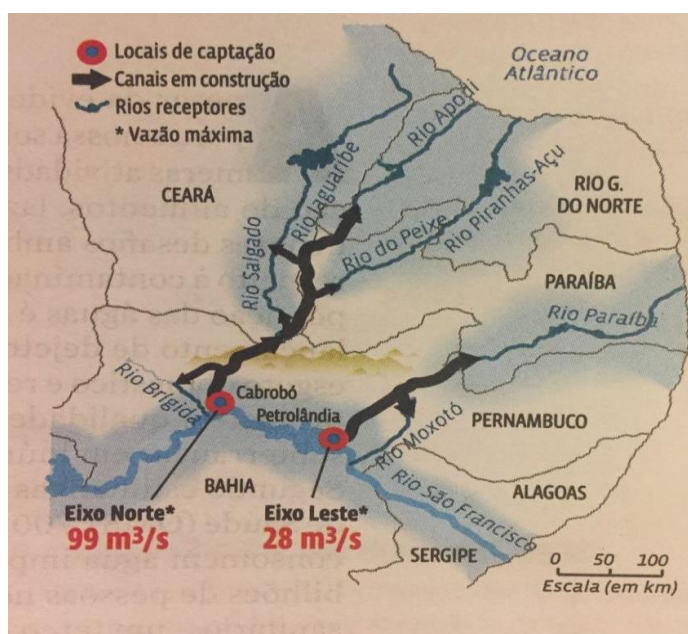 Locais de captação
Canais em construção
Rios receptores
* Vazão máxima
Oceano
Atlântico
CEARÁ
Rio Jaguaribe
Rio Apodi
Rio Salgado
Rio do Peixe
Rio Piranhas-Açu
RIO G.
DO NORTE
PARAÍBA
Rio Paraíba
Rio Brígida
Cabrobó
Petrolândia
Rio Moxotó
PERNAMBUCO
BAHIA
ALAGOAS
Rio São Francisco
SERGIPE
Eixo Norte*
99 m³/s
Eixo Leste*
28 m³/s
0 50 100
Escala (em km)